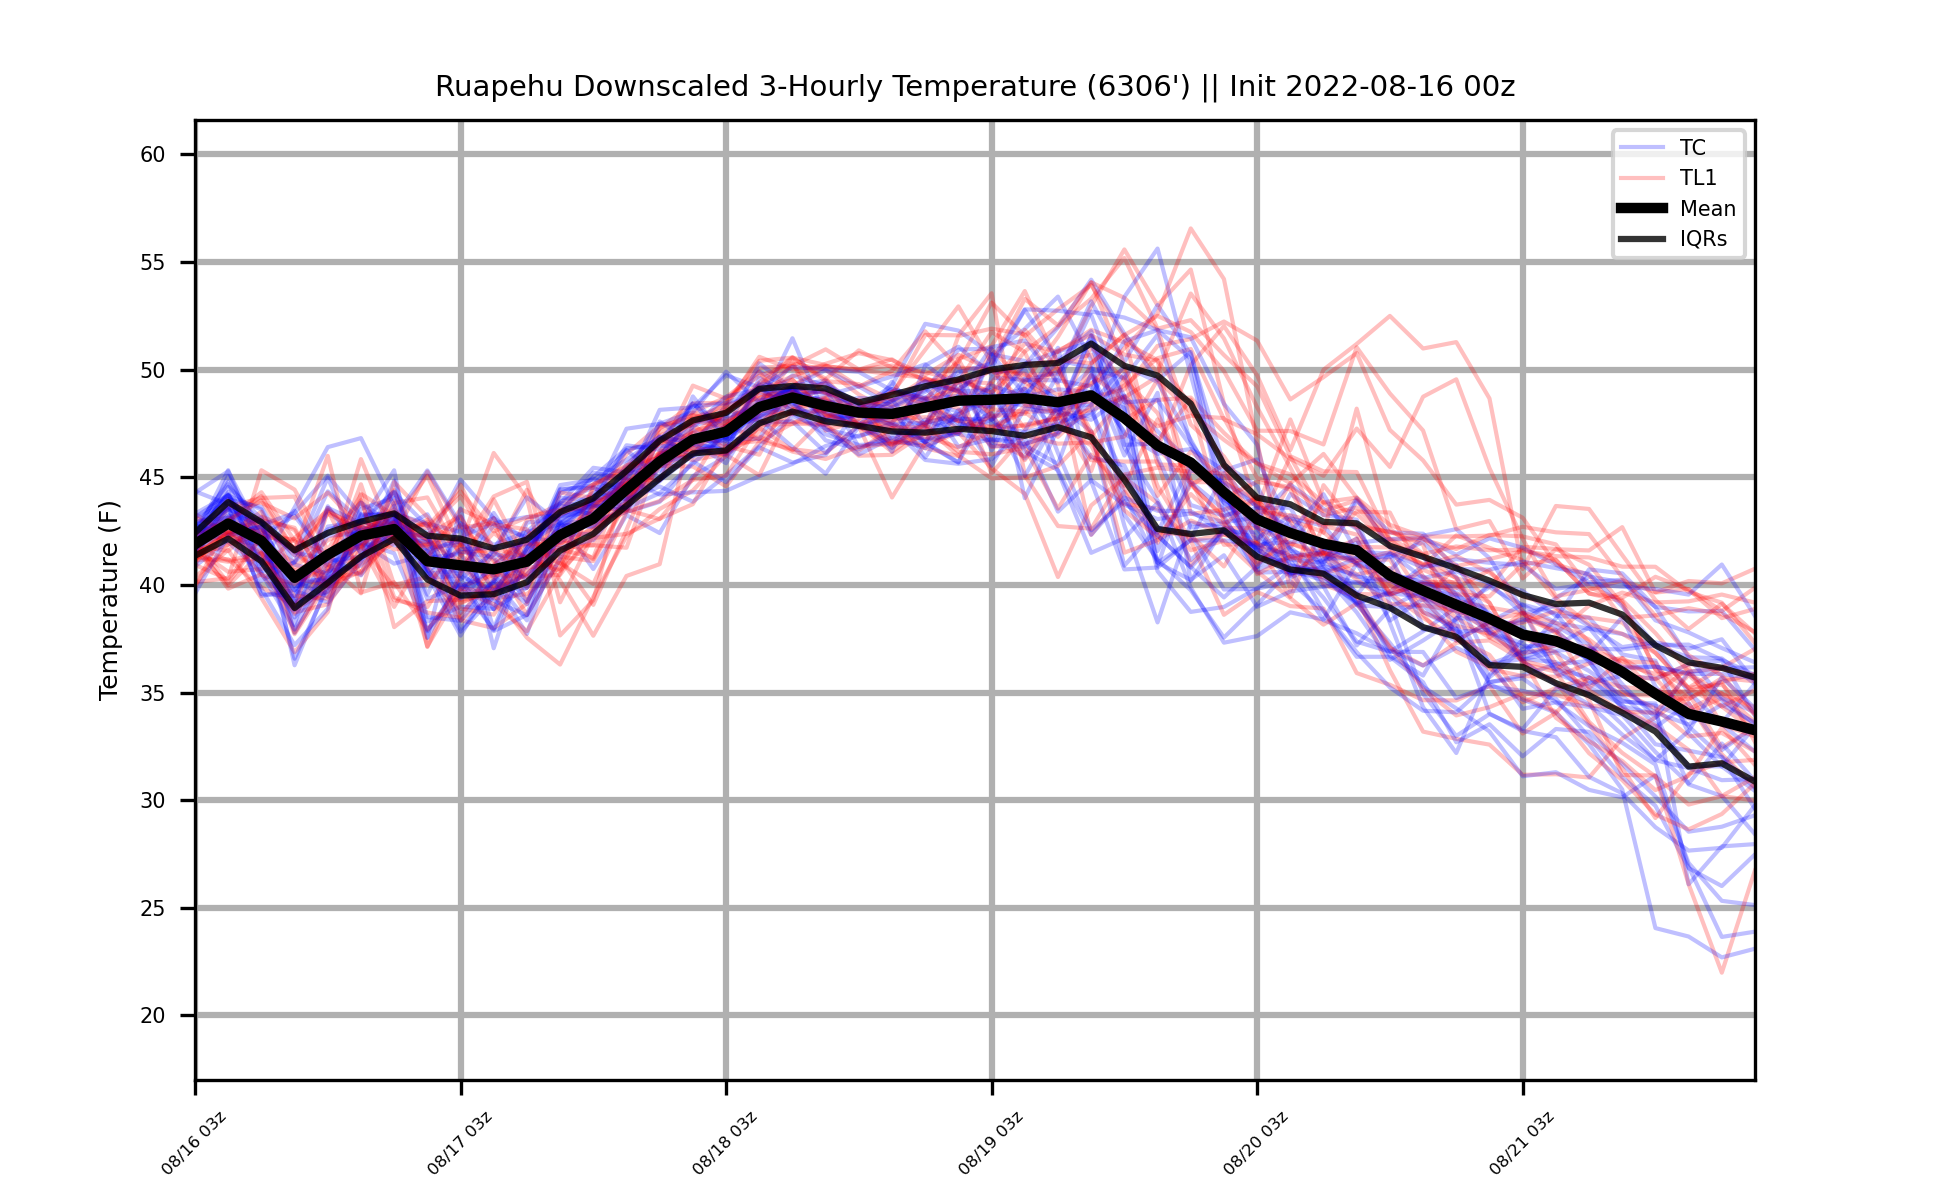 Ruapehu Downscaled 3-Hourly Temperature (6306') || Init 2022-08-16 00z
TC
TL1
Mean
IQRs
Temperature (F)
60
55
50
45
40
35
30
25
20
08/16 03z
08/17 03z
08/18 03z
08/19 03z
08/20 03z
08/21 03z